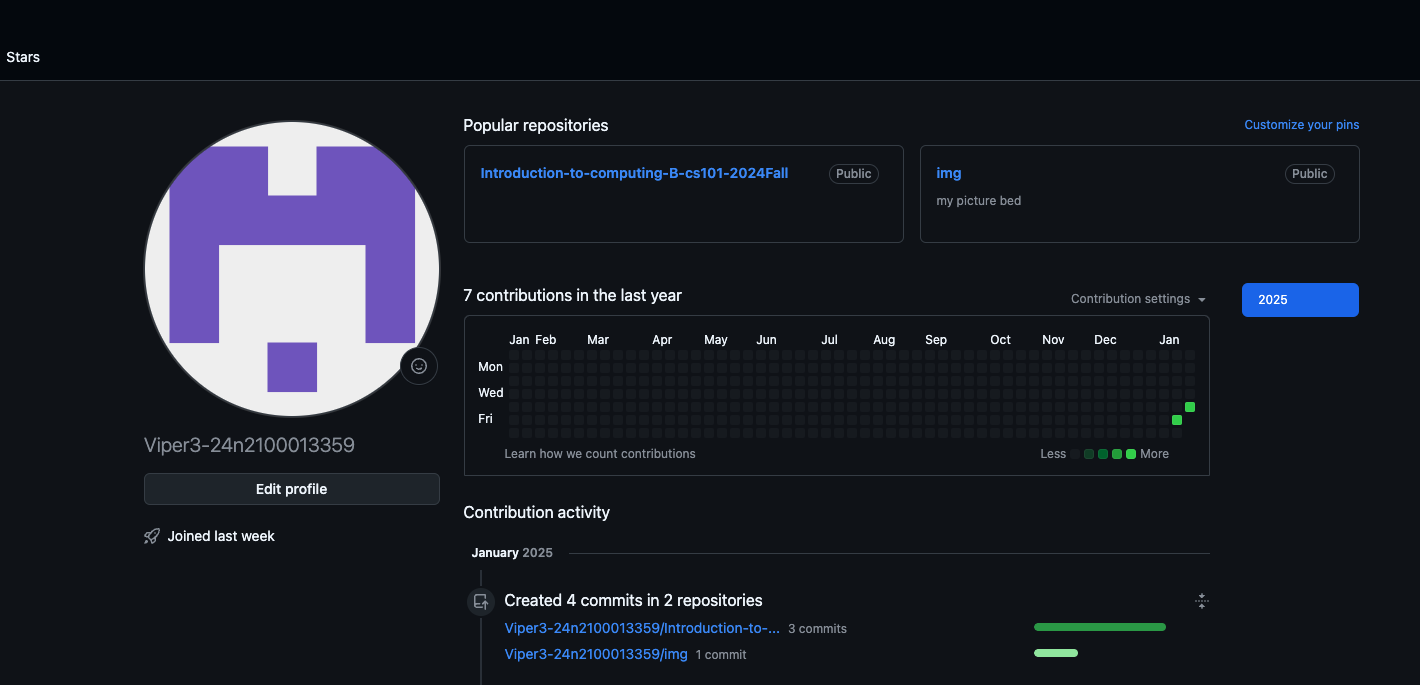 Stars
Popular repositories
Customize your pins
Introduction-to-computing-B-cs101-2024Fall Public
img Public
my picture bed
7 contributions in the last year
Contribution settings
2025
Jan Feb Mar Apr May Jun Jul Aug Sep Oct Nov Dec Jan
Mon
Wed
Fri
Learn how we count contributions
Less More
Viper3-24n2100013359
Edit profile
Joined last week
Contribution activity
January 2025
Created 4 commits in 2 repositories
Viper3-24n2100013359/Introduction-to-... 3 commits
Viper3-24n2100013359/img 1 commit